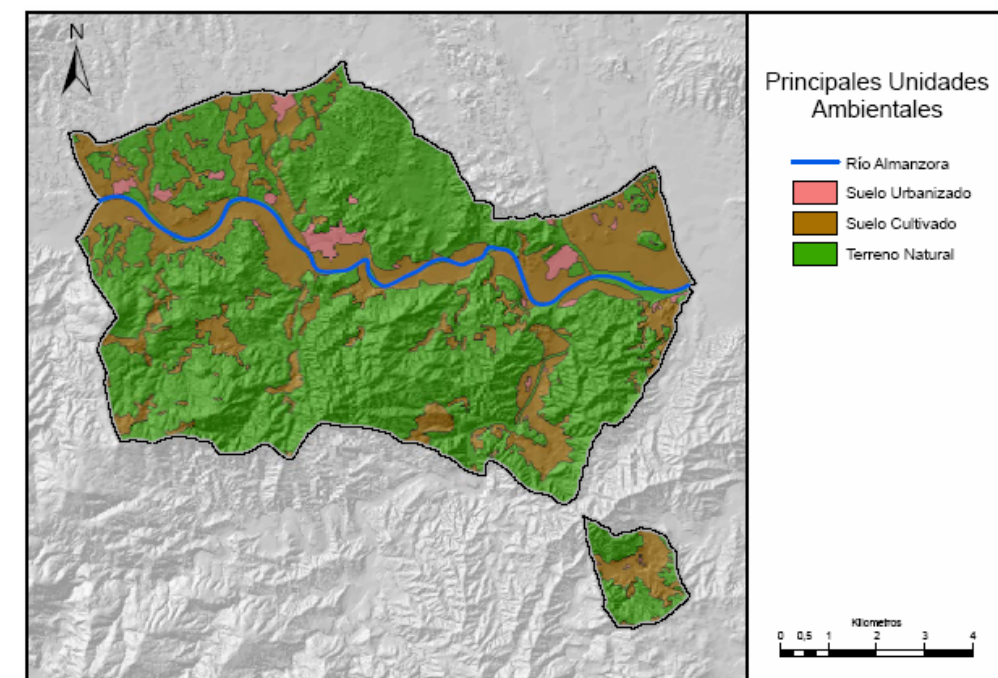 N
Principales Unidades
Ambientales
Río Almanzora
Suelo Urbanizado
Suelo Cultivado
Terreno Natural
Kilometros
0 0,5 1 2 3 4